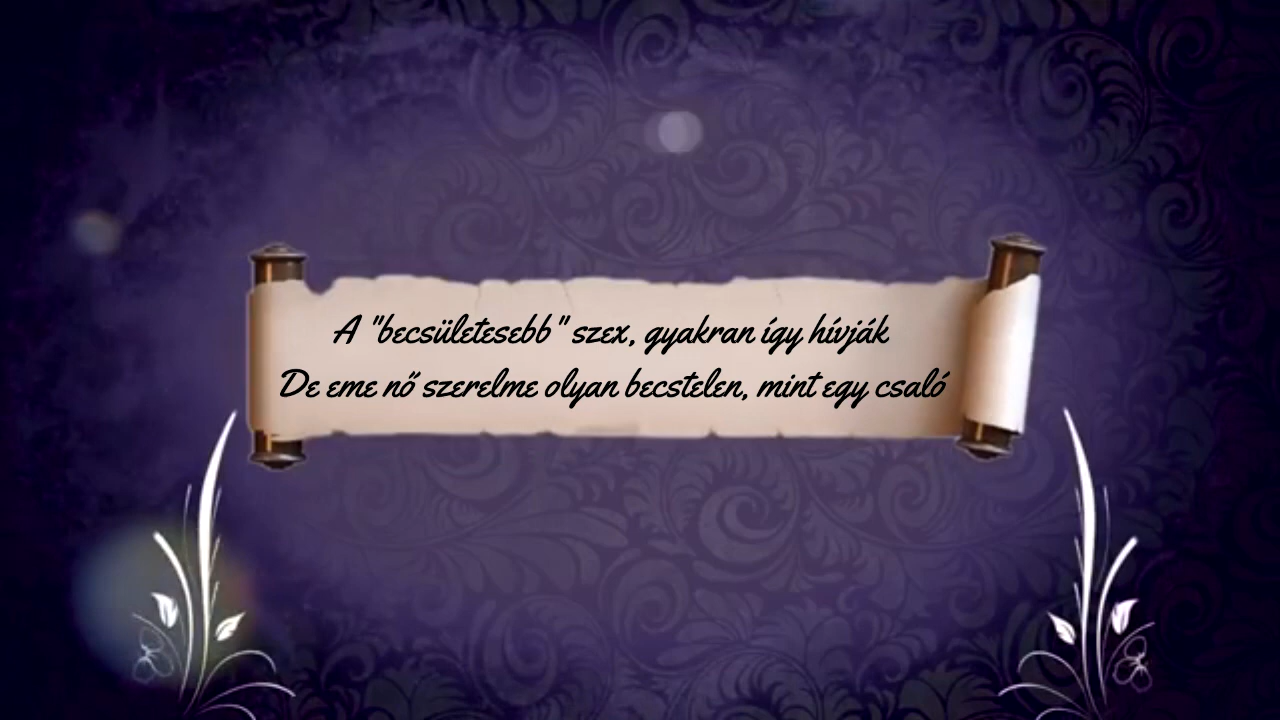 A "becsületesebb" szex, gyakran így hívják
De eme nő szerelme olyan becstelen, mint egy csaló